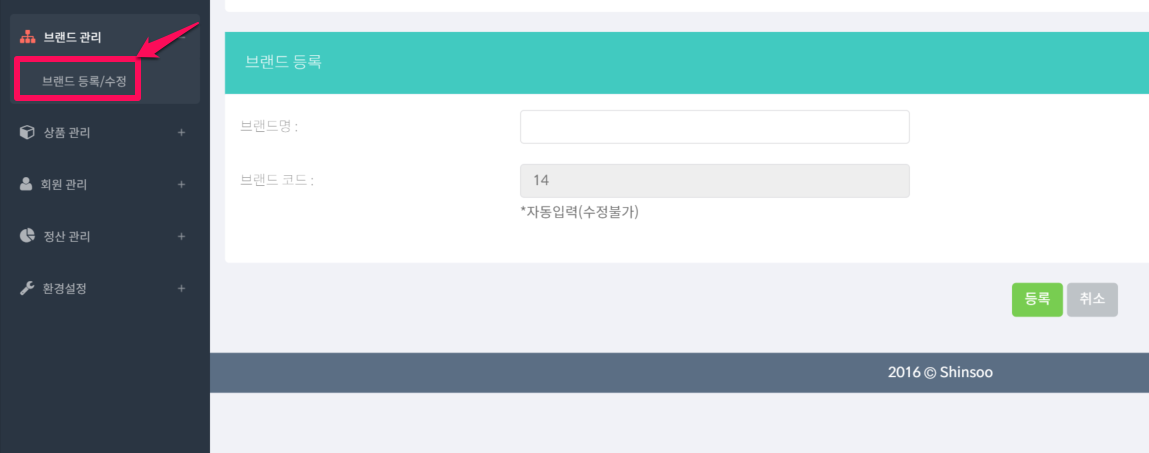 브랜드 관리
-
브랜드 등록/수정
상품 관리 +
회원 관리 +
정산 관리 +
환경설정 +
브랜드 등록
브랜드명 :
브랜드 코드 : 14
*자동입력(수정불가)
등록 취소
2016 © Shinsoo